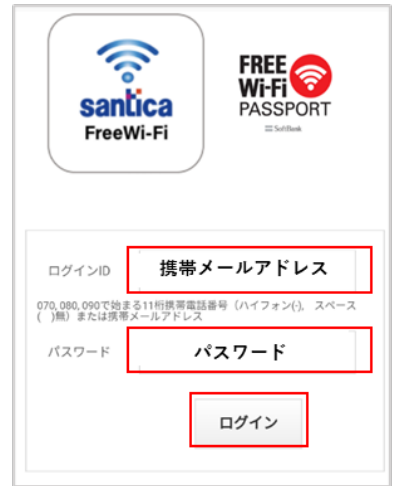 santica
FreeWi-Fi
FREE
Wi-Fi
PASSPORT
SoftBank
ログインID
携帯メールアドレス
070, 080, 090で始まる11桁携帯電話番号（ハイフォン(-), スペース
( )無）または携帯メールアドレス
パスワード
パスワード
ログイン